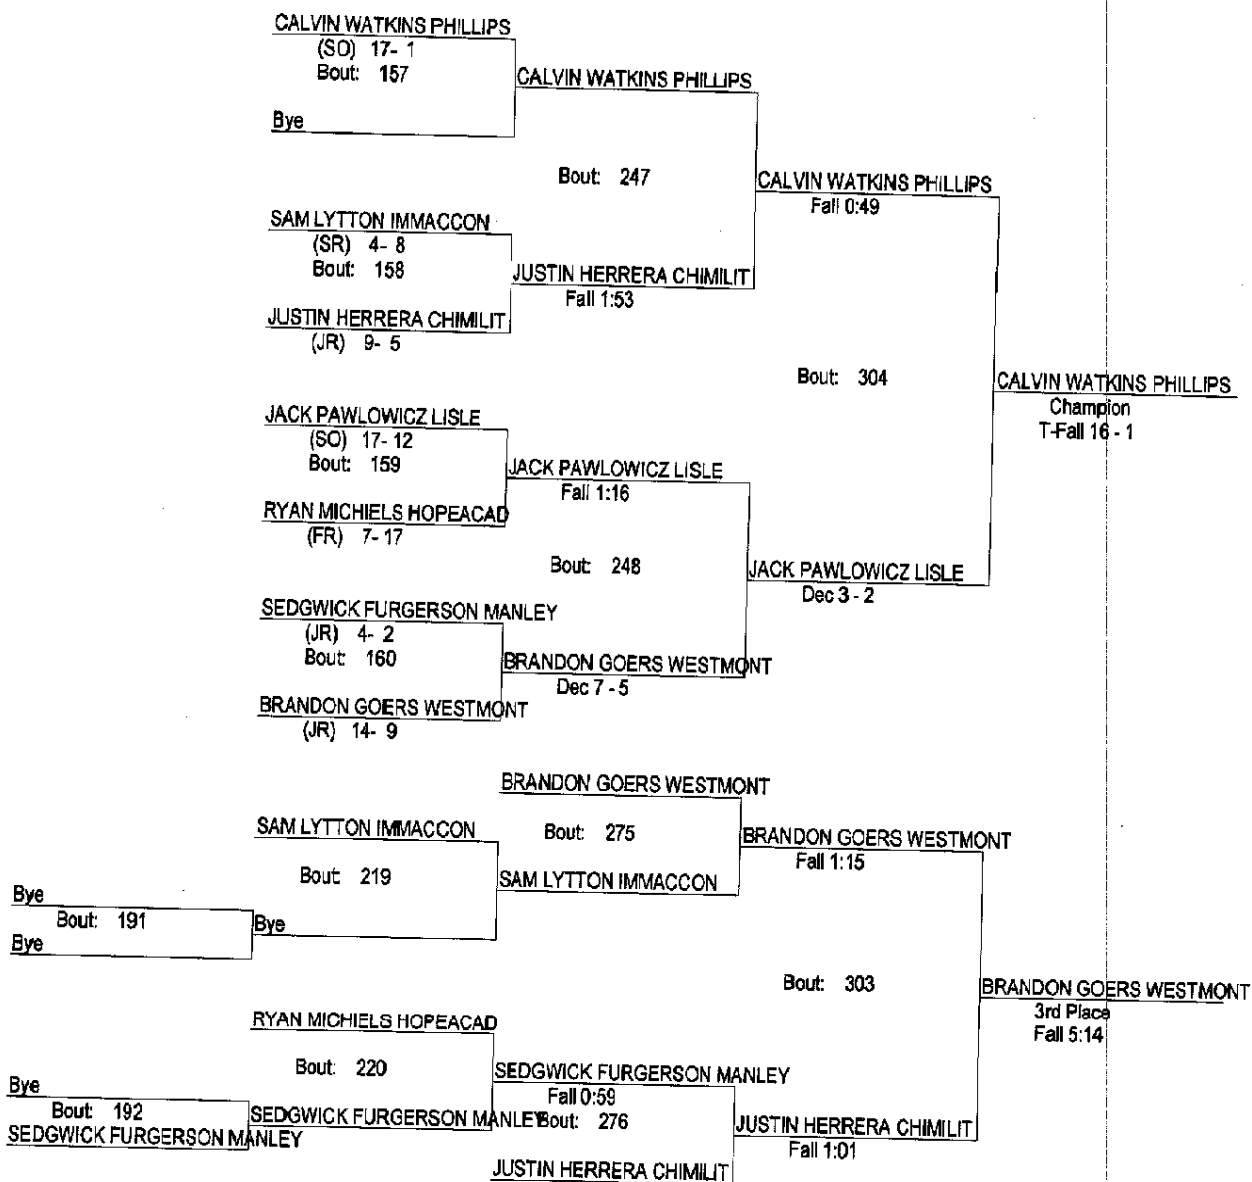 CALVIN WATKINS PHILLIPS
(SO) 17- 1
Bout: 157
CALVIN WATKINS PHILLIPS
Bye
Bout: 247
CALVIN WATKINS PHILLIPS
Fall 0:49
SAM LYTTON IMMACCON
(SR) 4- 8
Bout: 158
JUSTIN HERRERA CHIMILIT
Fall 1:53
JUSTIN HERRERA CHIMILIT
(JR) 9- 5
Bout: 304
CALVIN WATKINS PHILLIPS
Champion
T-Fall 16 - 1
JACK PAWLOWICZ LISLE
(SO) 17- 12
Bout: 159
JACK PAWLOWICZ LISLE
Fall 1:16
RYAN MICHIELS HOPEACAD
(FR) 7- 17
Bout: 248
JACK PAWLOWICZ LISLE
Dec 3 - 2
SEDGWICK FURGERSON MANLEY
(JR) 4- 2
Bout: 160
BRANDON GOERS WESTMONT
Dec 7 - 5
BRANDON GOERS WESTMONT
(JR) 14- 9
BRANDON GOERS WESTMONT
SAM LYTTON IMMACCON
Bout: 275
BRANDON GOERS WESTMONT
Fall 1:15
Bout: 219
SAM LYTTON IMMACCON
Bye
Bout: 191
Bye
Bye
Bout: 303
BRANDON GOERS WESTMONT
3rd Place
Fall 5:14
RYAN MICHIELS HOPEACAD
Bout: 220
SEDGWICK FURGERSON MANLEY
Fall 0:59
Bye
Bout: 192
SEDGWICK FURGERSON MANLEY
Bout: 276
JUSTIN HERRERA CHIMILIT
Fall 1:01
SEDGWICK FURGERSON MANLEY
JUSTIN HERRERA CHIMILIT